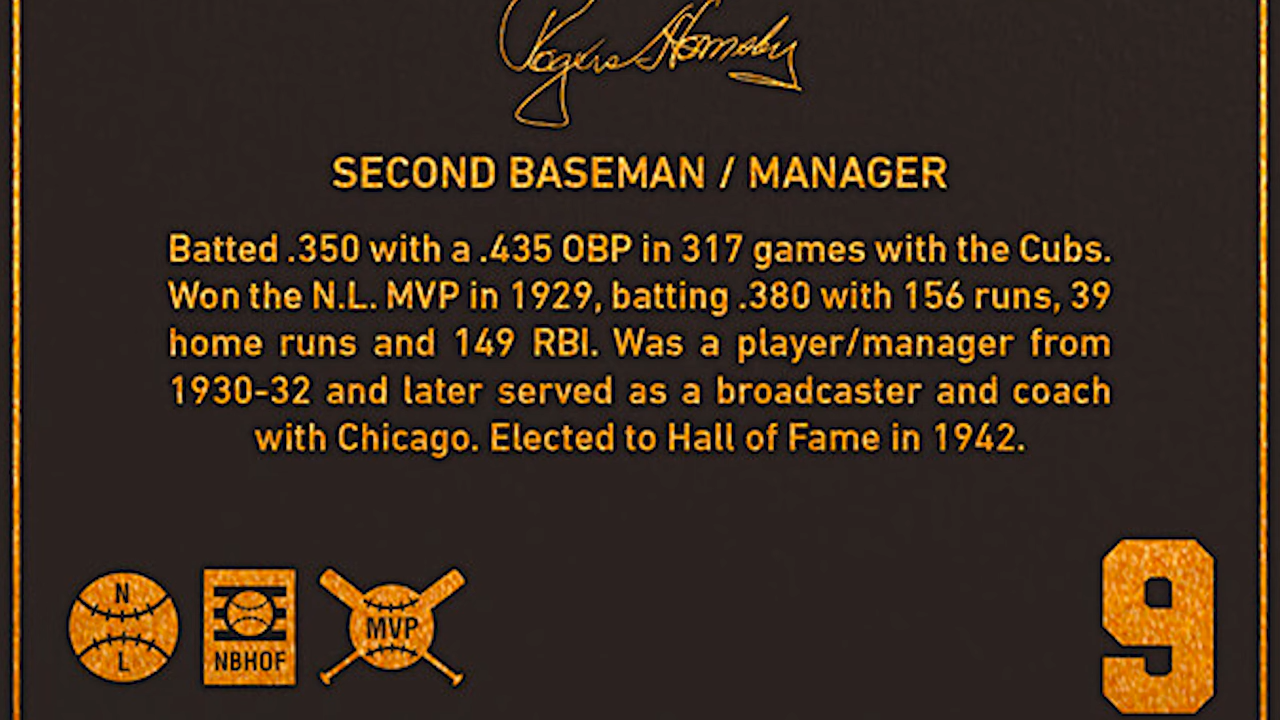 Rogers Hornsby
SECOND BASEMAN / MANAGER
Batted .350 with a .435 OBP in 317 games with the Cubs.
Won the N.L. MVP in 1929, batting .380 with 156 runs, 39
home runs and 149 RBI. Was a player/manager from
1930-32 and later served as a broadcaster and coach
with Chicago. Elected to Hall of Fame in 1942.
N
L
NBHOF
MVP
9